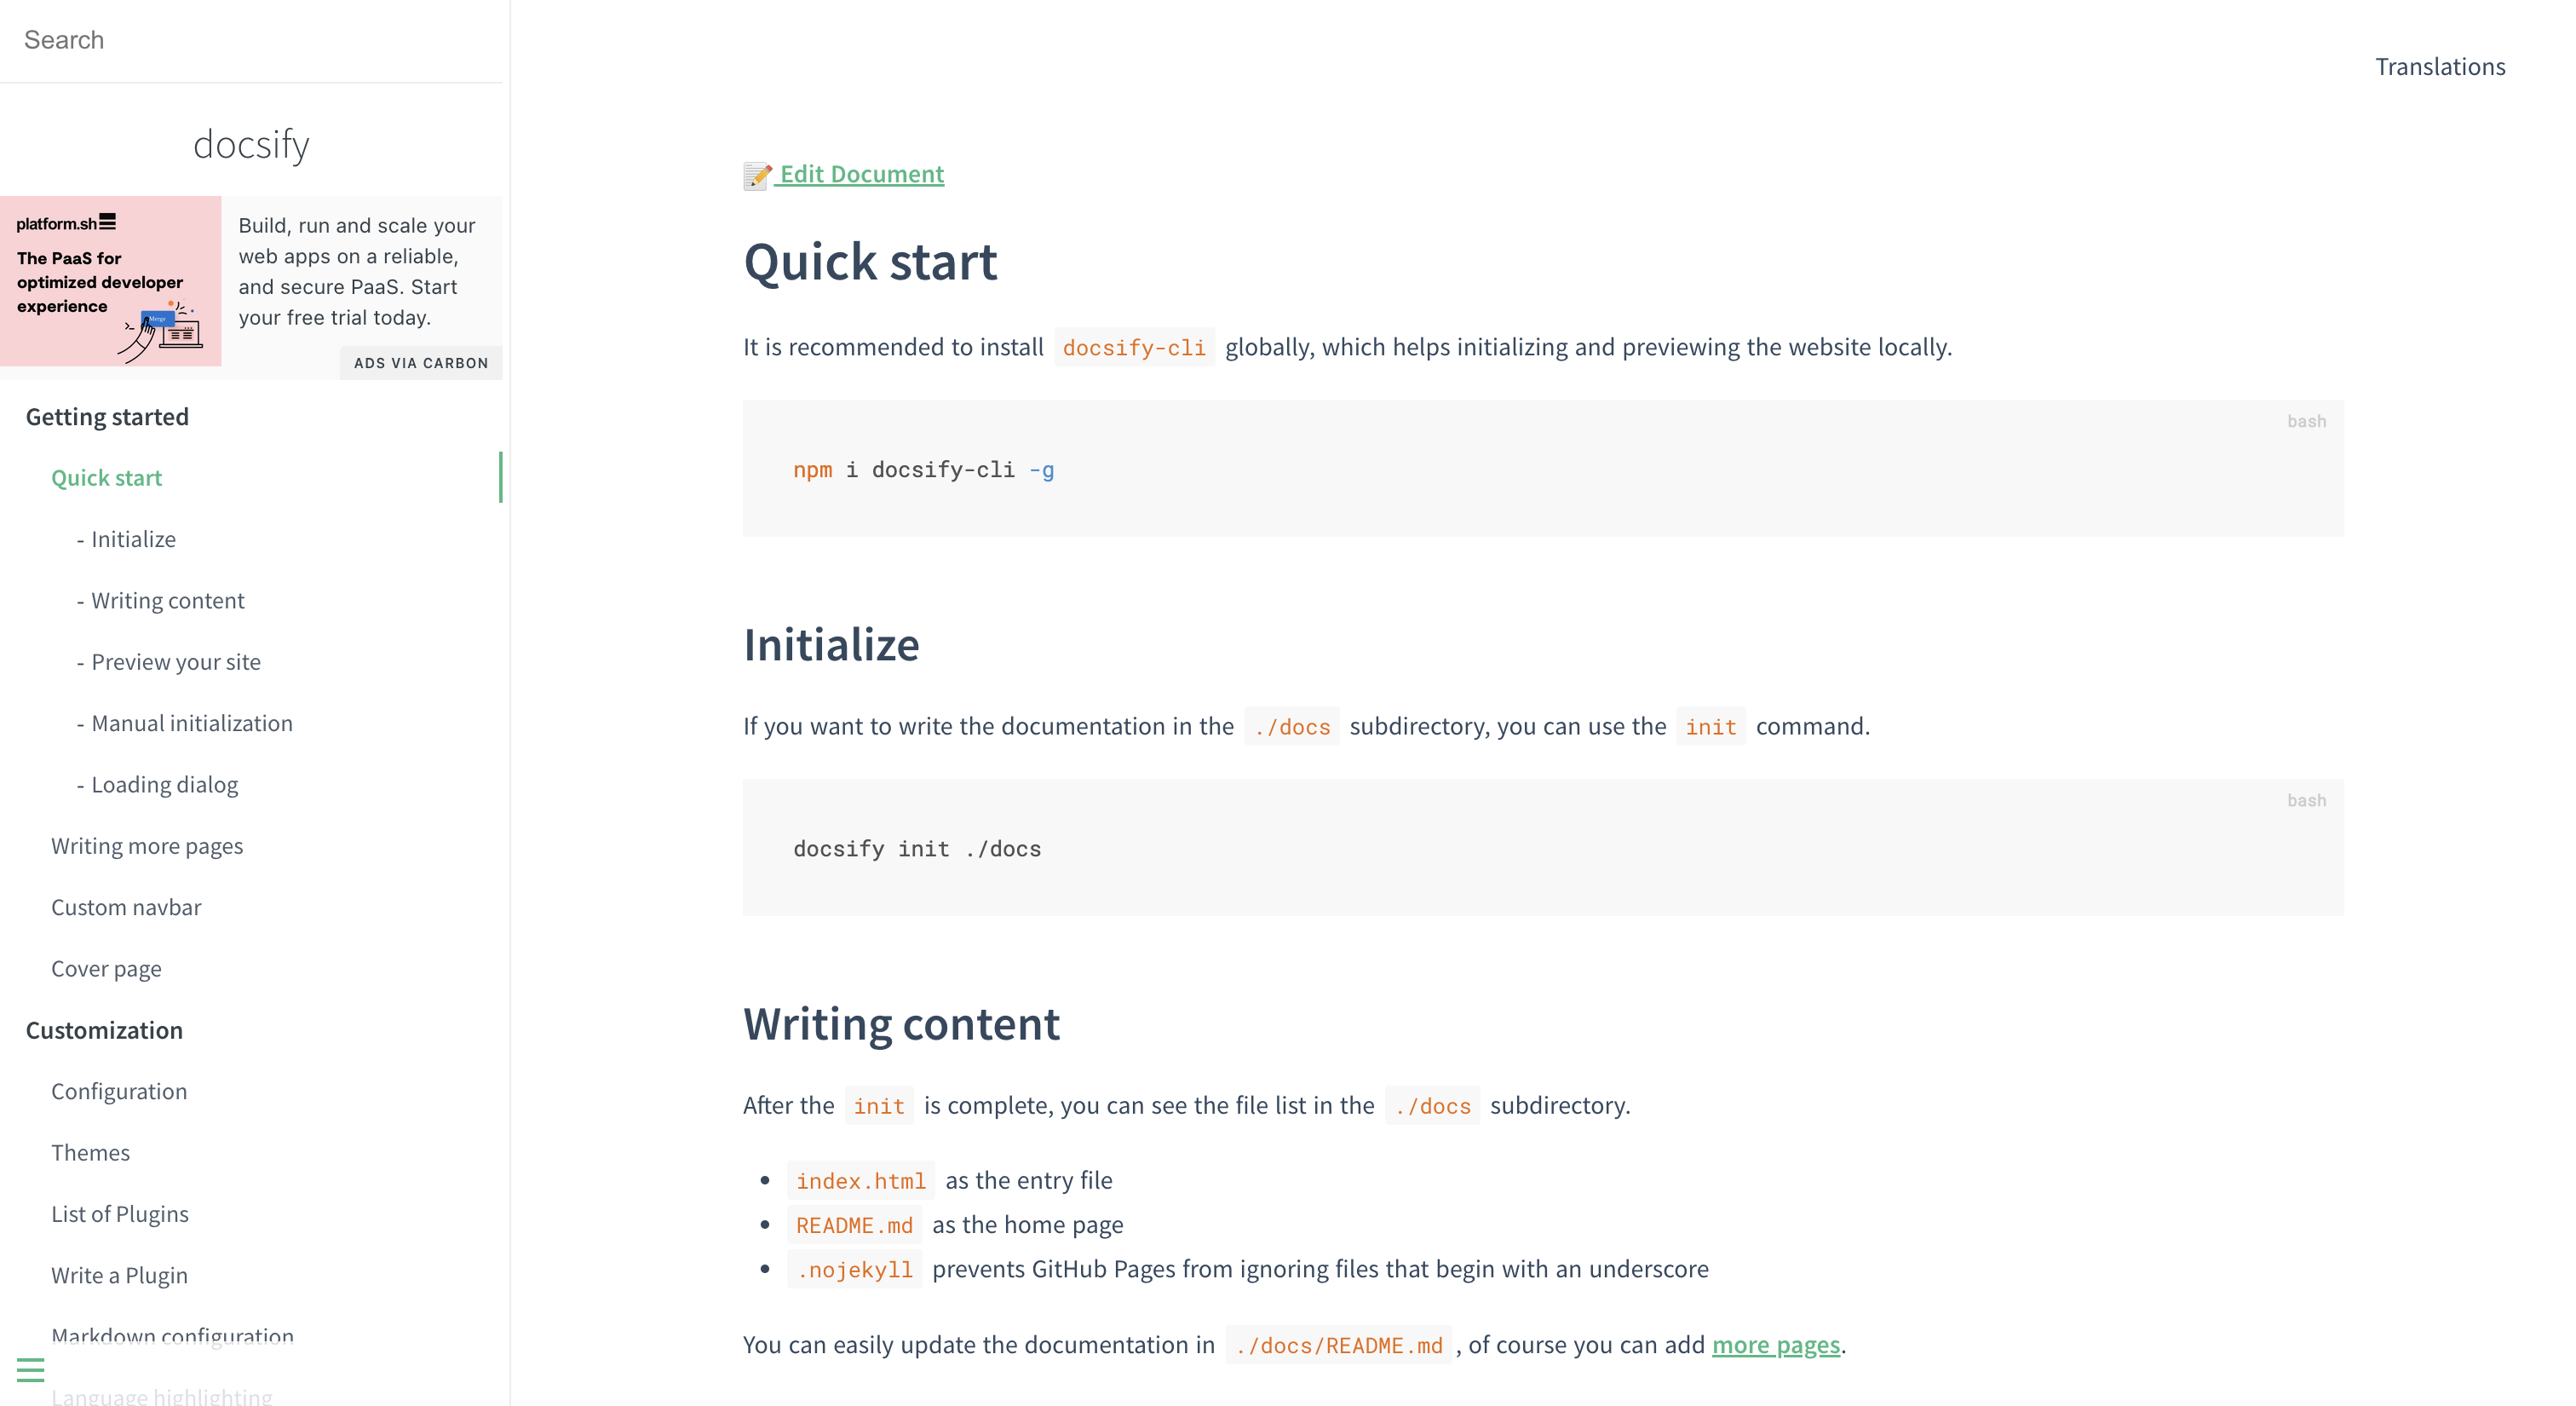 Search
docsify
platform.sh
The PaaS for
optimized developer
experience
Merge
Build, run and scale your
web apps on a reliable,
and secure PaaS. Start
your free trial today.
ADS VIA CARBON
Getting started
Quick start
- Initialize
- Writing content
- Preview your site
- Manual initialization
- Loading dialog
Writing more pages
Custom navbar
Cover page
Customization
Configuration
Themes
List of Plugins
Write a Plugin
Markdown configuration
Language highlighting
Translations
📝 Edit Document
Quick start
It is recommended to install docsify-cli globally, which helps initializing and previewing the website locally.
bash
npm i docsify-cli -g
Initialize
If you want to write the documentation in the ./docs subdirectory, you can use the init command.
bash
docsify init ./docs
Writing content
After the init is complete, you can see the file list in the ./docs subdirectory.
• index.html as the entry file
• README.md as the home page
• .nojekyll prevents GitHub Pages from ignoring files that begin with an underscore
You can easily update the documentation in ./docs/README.md , of course you can add more pages.